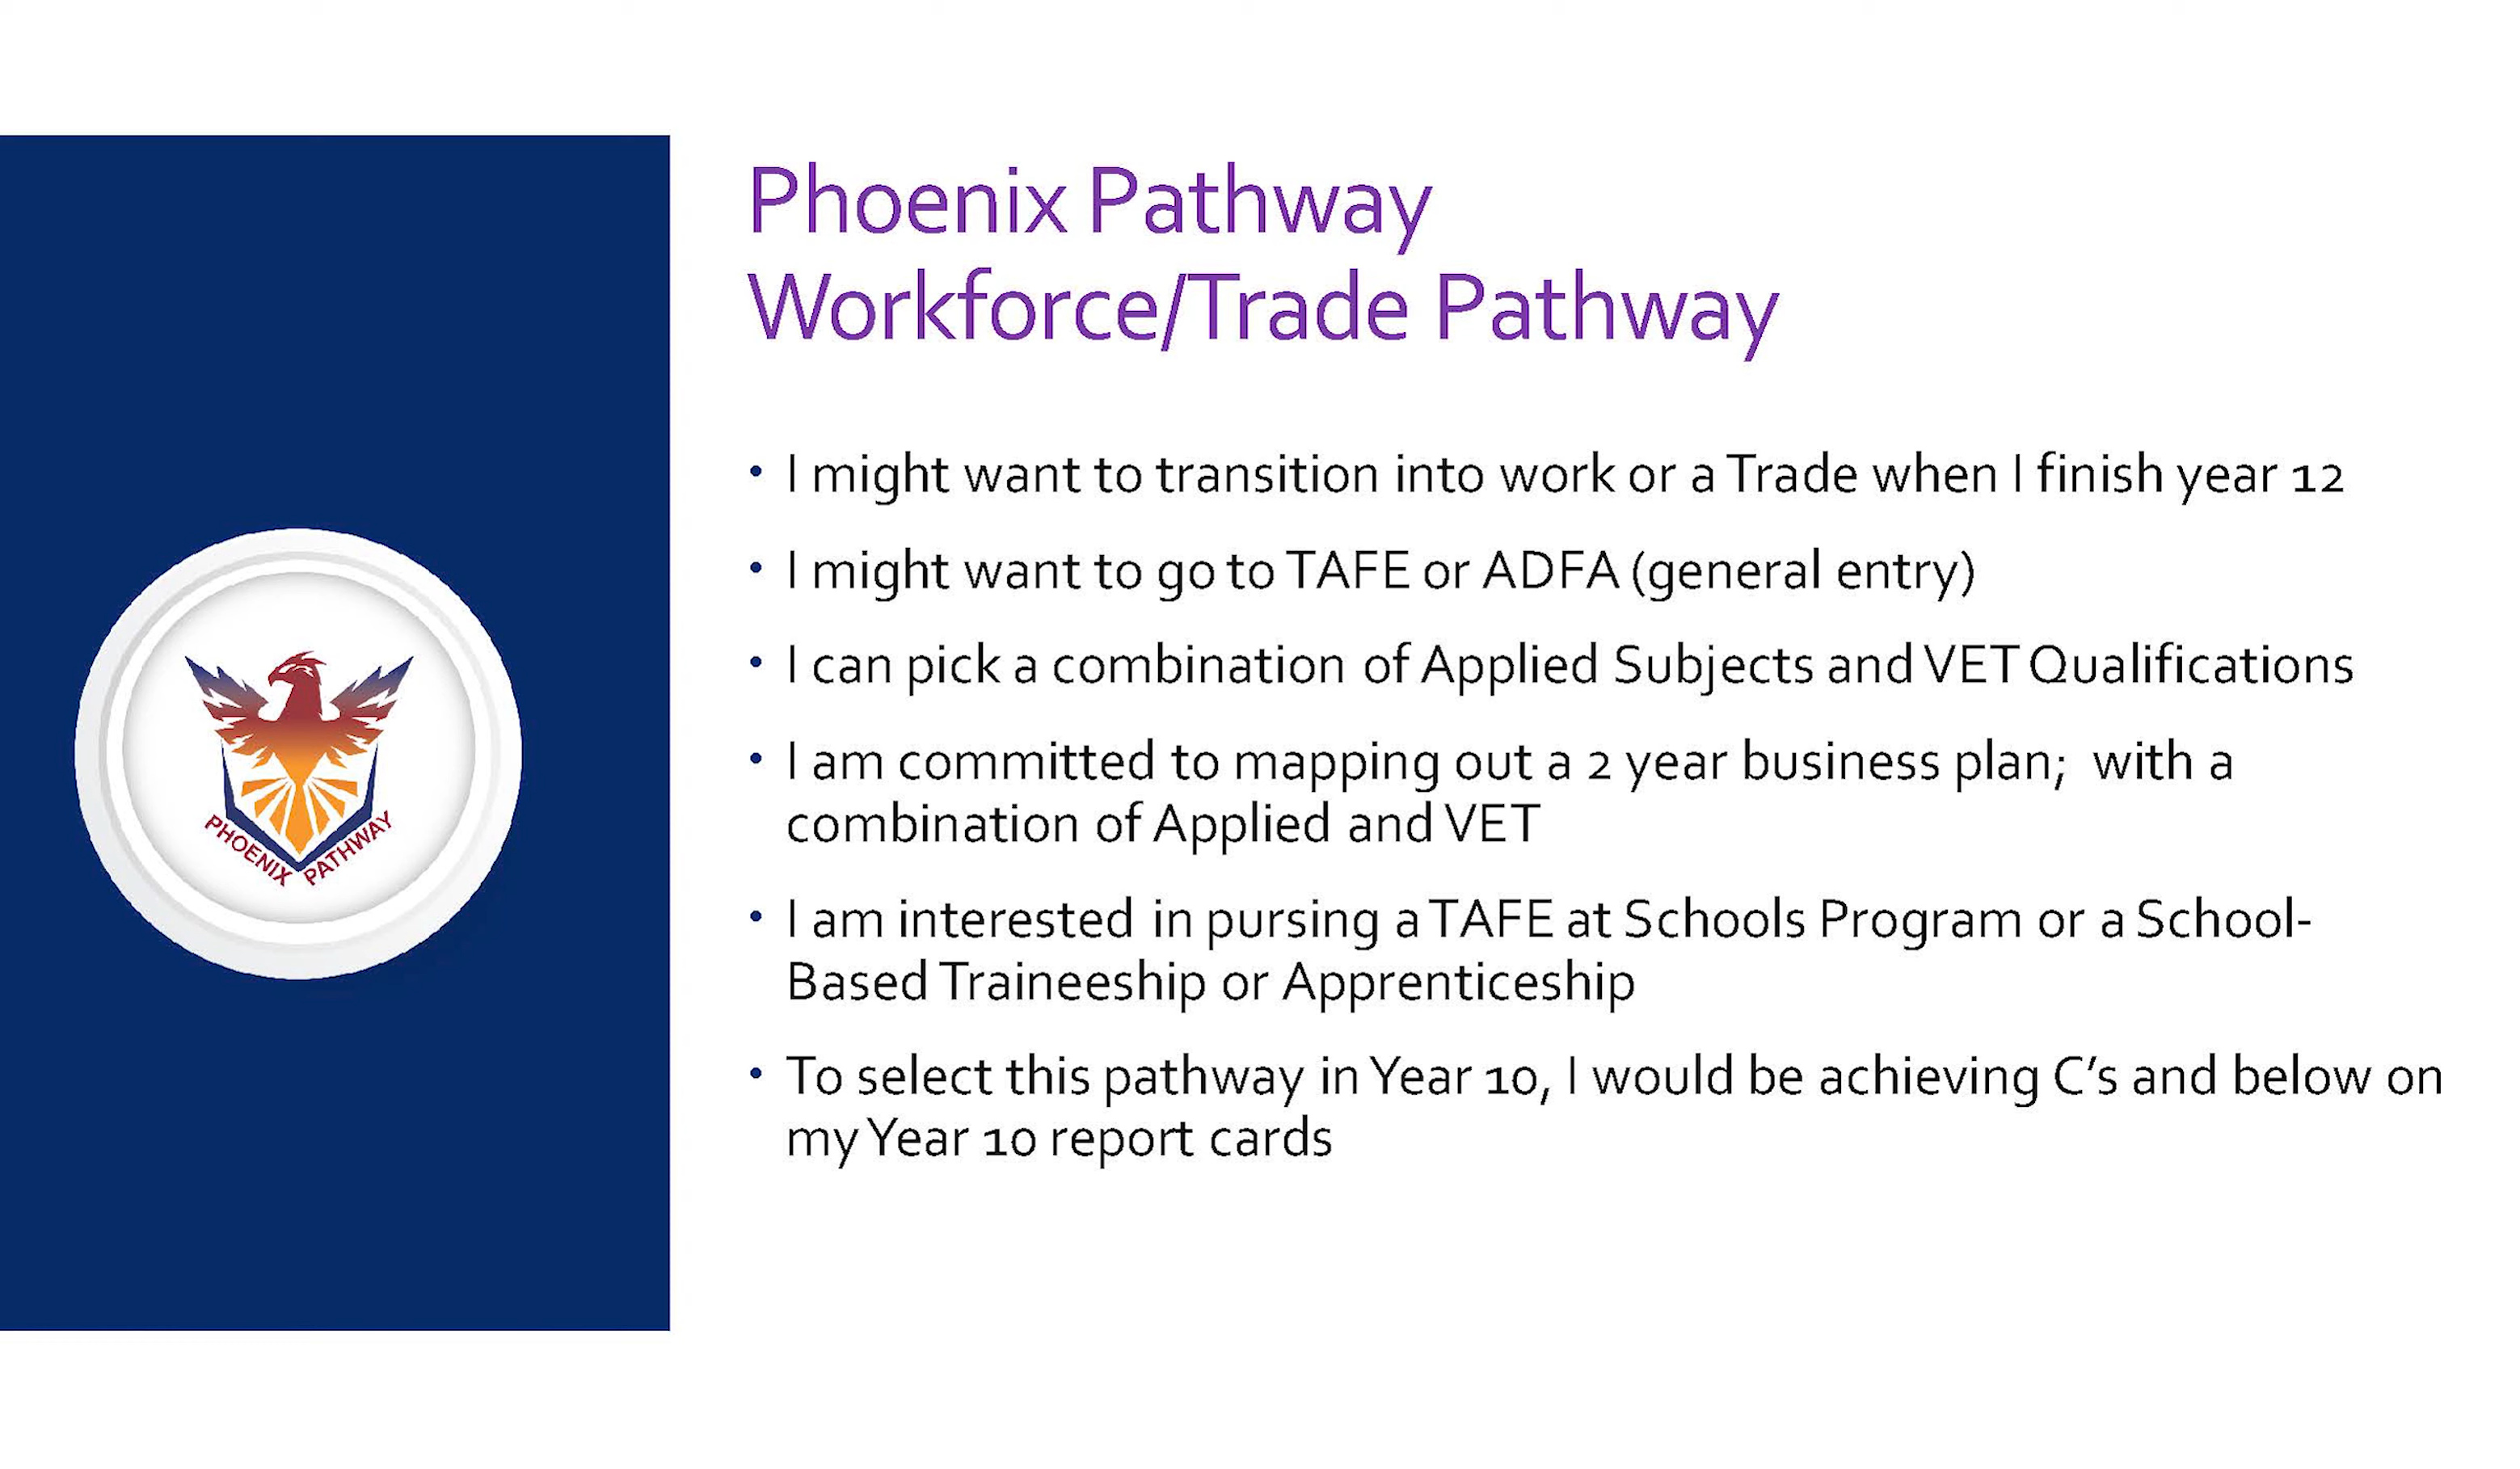 Phoenix Pathway
Workforce/Trade Pathway
• I might want to transition into work or a Trade when I finish year 12
• I might want to go to TAFE or ADFA (general entry)
• I can pick a combination of Applied Subjects and VET Qualifications
• I am committed to mapping out a 2 year business plan;  with a
combination of Applied and VET
• I am interested in pursing a TAFE at Schools Program or a School-
Based Traineeship or Apprenticeship
• To select this pathway in Year 10, I would be achieving C’s and below on
my Year 10 report cards
PHOENIX PATHWAY